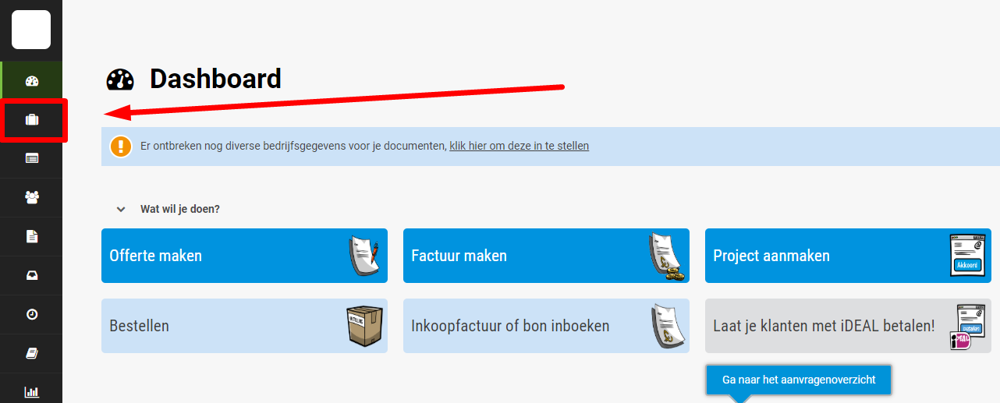 Dashboard
Er ontbreken nog diverse bedrijfsgegevens voor je documenten, klik hier om deze in te stellen
Wat wil je doen?
Offerte maken
Factuur maken
Project aanmaken
Akkoord
Bestellen
Inkoopfactuur of bon inboeken
Laat je klanten met iDEAL betalen!
Betalen
iDEAL
Ga naar het aanvragenoverzicht